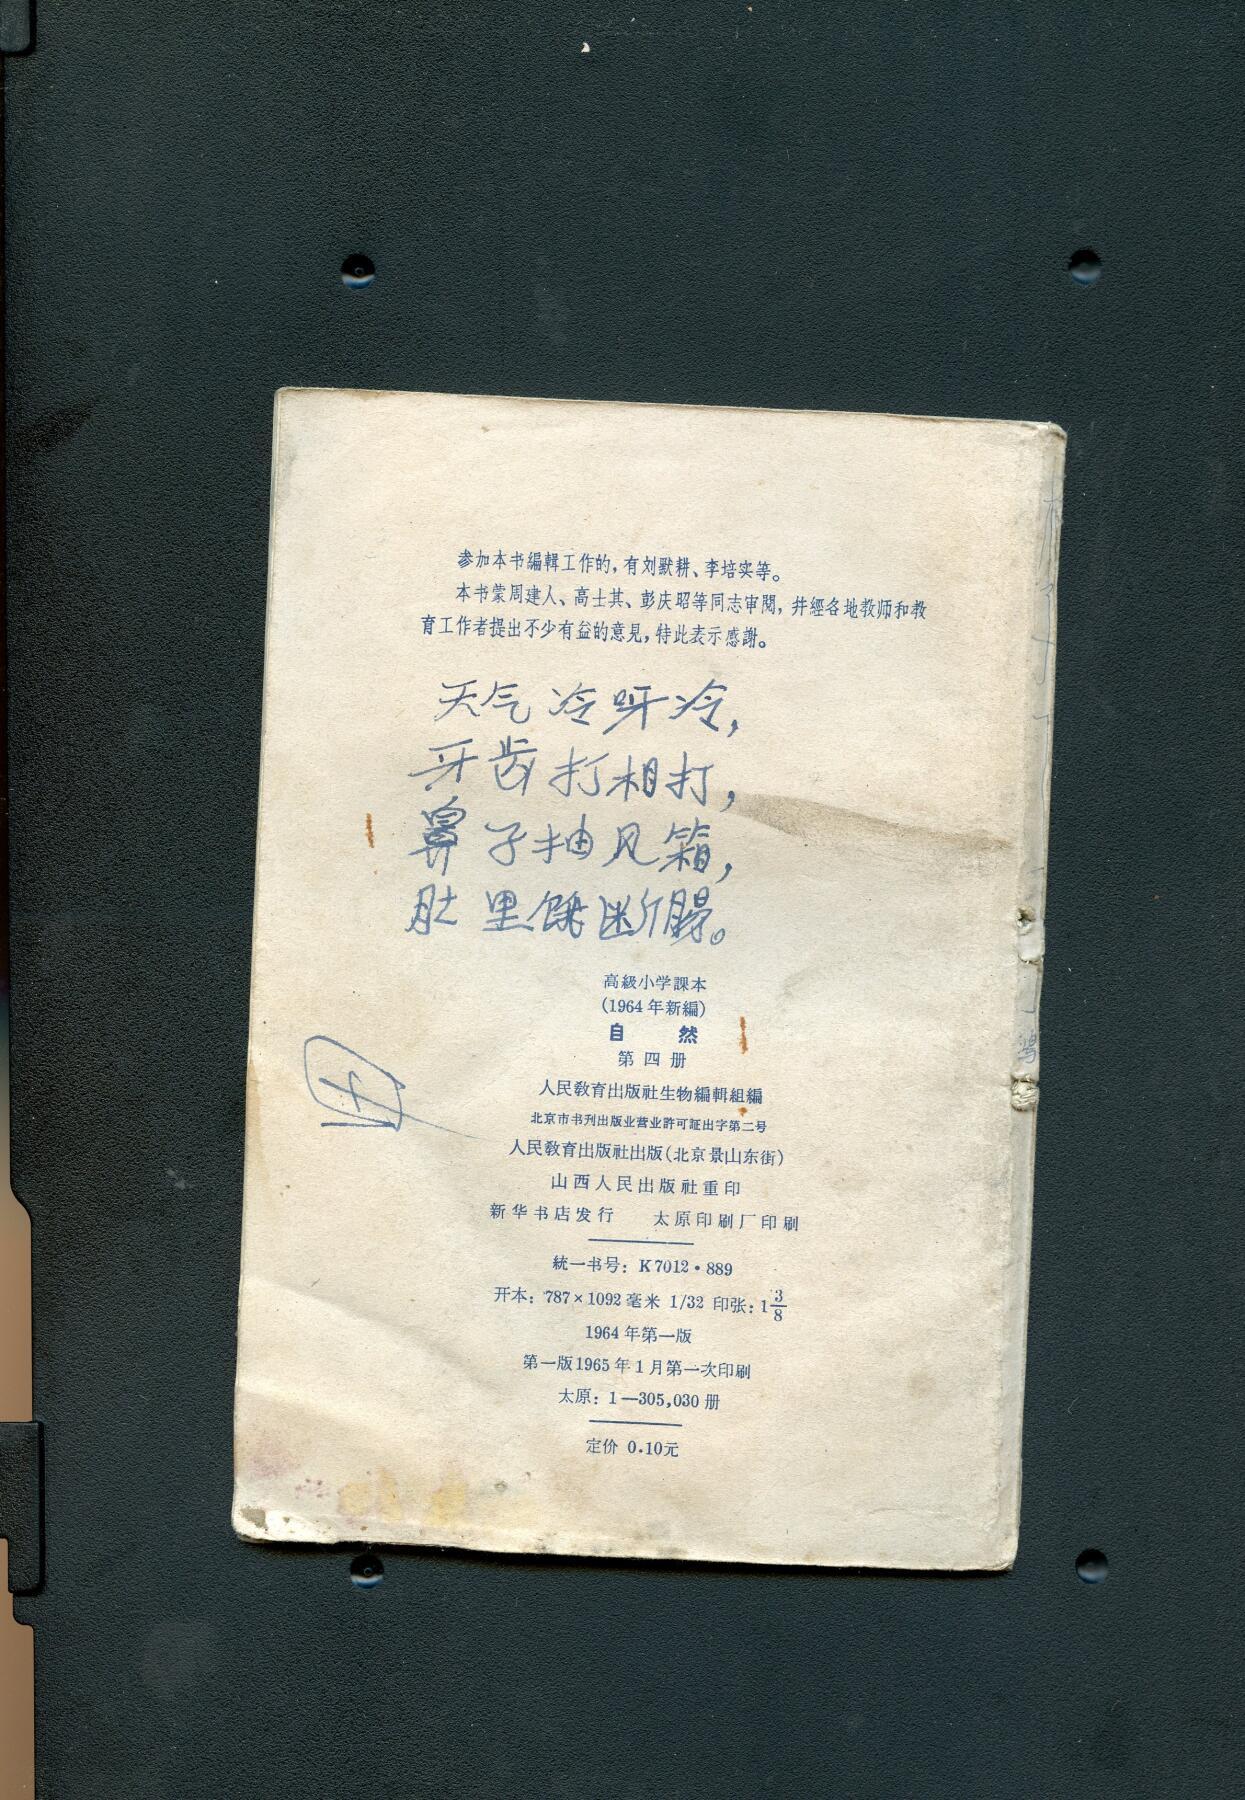 参加本书編輯工作的，有刘默耕、李培实等。
本书蒙周建人、高士其、彭庆昭等同志审閱，并經各地教师和教
育工作者提出不少有益的意見，特此表示感謝。
天气冷呀冷，
牙齿打相打，
鼻子抽风箱，
肚里饿断腸。
高級小学課本
(1964年新編)
自然
第四册
人民敎育出版社生物編輯組編
北京市书刊出版业营业許可証出字第二号
人民敎育出版社出版(北京景山东街)
山西人民出版社重印
新华书店发行 太原印刷厂印刷
統一书号：K7012·889
开本：787×1092毫米 1/32 印张：1 3/8
1964年第一版
第一版1965年1月第一次印刷
太原：1—305,030册
定价 0.10元